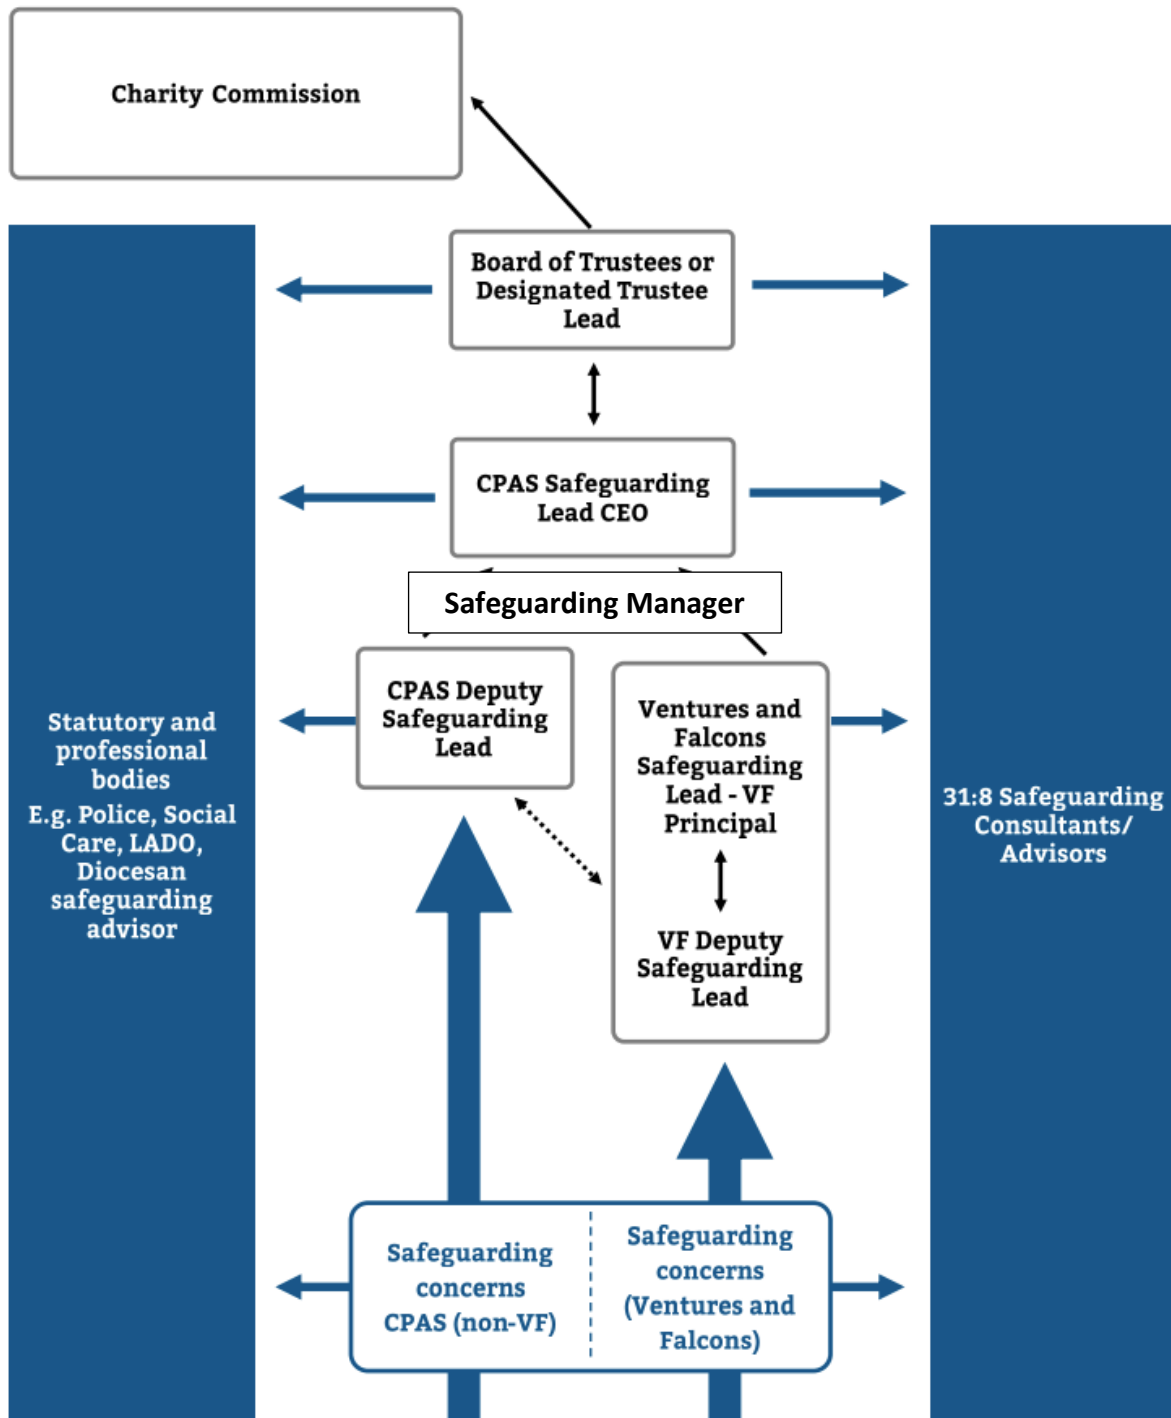 Charity Commission
Board of Trustees or
Designated Trustee
Lead
CPAS Safeguarding
Lead CEO
Safeguarding Manager
CPAS Deputy
Safeguarding
Lead
Ventures and
Falcons
Safeguarding
Lead - VF
Principal
VF Deputy
Safeguarding
Lead
Statutory and
professional
bodies
E.g. Police, Social
Care, LADO,
Diocesan
safeguarding
advisor
31:8 Safeguarding
Consultants/
Advisors
Safeguarding
concerns
CPAS (non-VF)
Safeguarding
concerns
(Ventures and
Falcons)